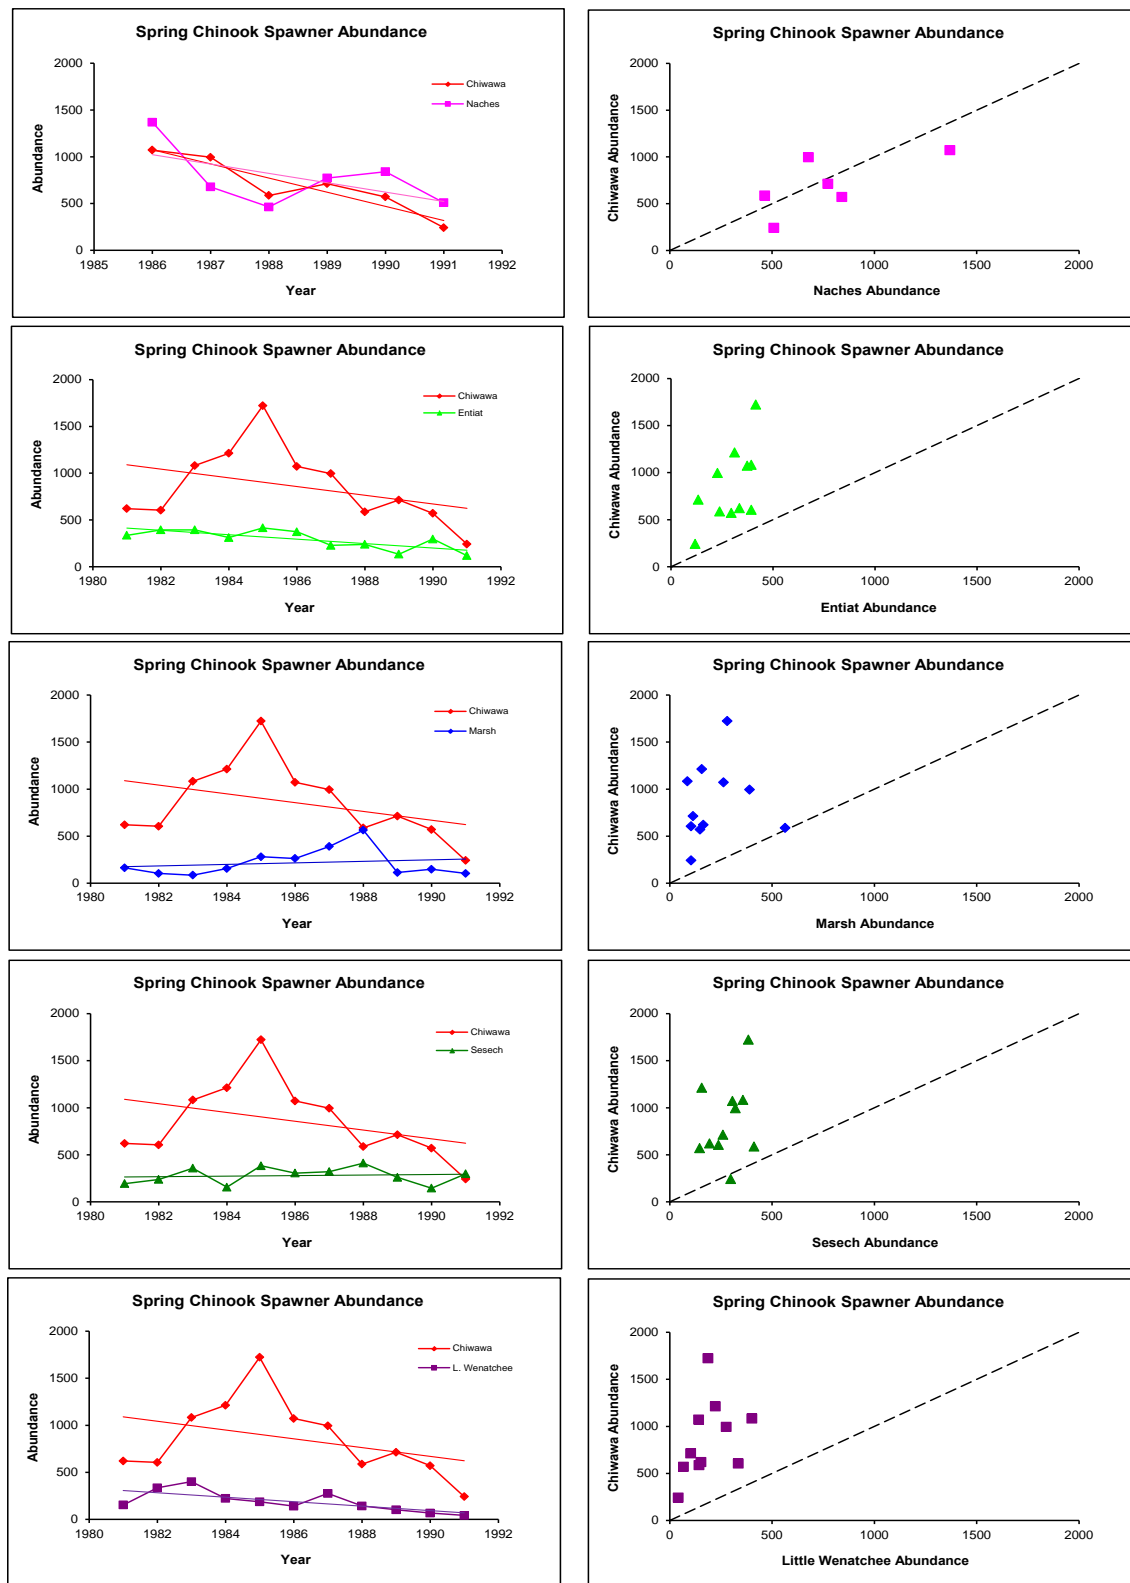 Spring Chinook Spawner Abundance
2000
1500
1000
500
0
Abundance
Chiwawa
Naches
1985 1986 1987 1988 1989 1990 1991 1992
Year
Spring Chinook Spawner Abundance
2000
1500
1000
500
0
Chiwawa Abundance
0 500 1000 1500 2000
Naches Abundance
Spring Chinook Spawner Abundance
2000
1500
1000
500
0
Abundance
Chiwawa
Entiat
1980 1982 1984 1986 1988 1990 1992
Year
Spring Chinook Spawner Abundance
2000
1500
1000
500
0
Chiwawa Abundance
0 500 1000 1500 2000
Entiat Abundance
Spring Chinook Spawner Abundance
2000
1500
1000
500
0
Abundance
Chiwawa
Marsh
1980 1982 1984 1986 1988 1990 1992
Year
Spring Chinook Spawner Abundance
2000
1500
1000
500
0
Chiwawa Abundance
0 500 1000 1500 2000
Marsh Abundance
Spring Chinook Spawner Abundance
2000
1500
1000
500
0
Abundance
Chiwawa
Sesech
1980 1982 1984 1986 1988 1990 1992
Year
Spring Chinook Spawner Abundance
2000
1500
1000
500
0
Chiwawa Abundance
0 500 1000 1500 2000
Sesech Abundance
Spring Chinook Spawner Abundance
2000
1500
1000
500
0
Abundance
Chiwawa
L. Wenatchee
1980 1982 1984 1986 1988 1990 1992
Year
Spring Chinook Spawner Abundance
2000
1500
1000
500
0
Chiwawa Abundance
0 500 1000 1500 2000
Little Wenatchee Abundance